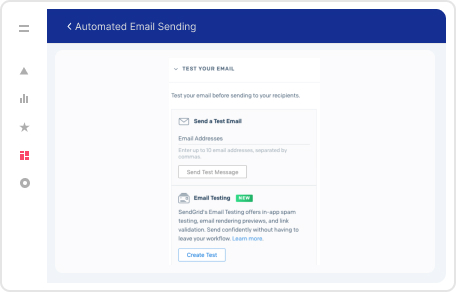 Automated Email Sending
TEST YOUR EMAIL
Test your email before sending to your recipients.
Send a Test Email
Email Addresses
Enter up to 10 email addresses, separated by
commas.
Send Test Message
Email Testing NEW
SendGrid's Email Testing offers in-app spam
testing, email rendering previews, and link
validation. Send confidently without having to
leave your workflow. Learn more.
Create Test